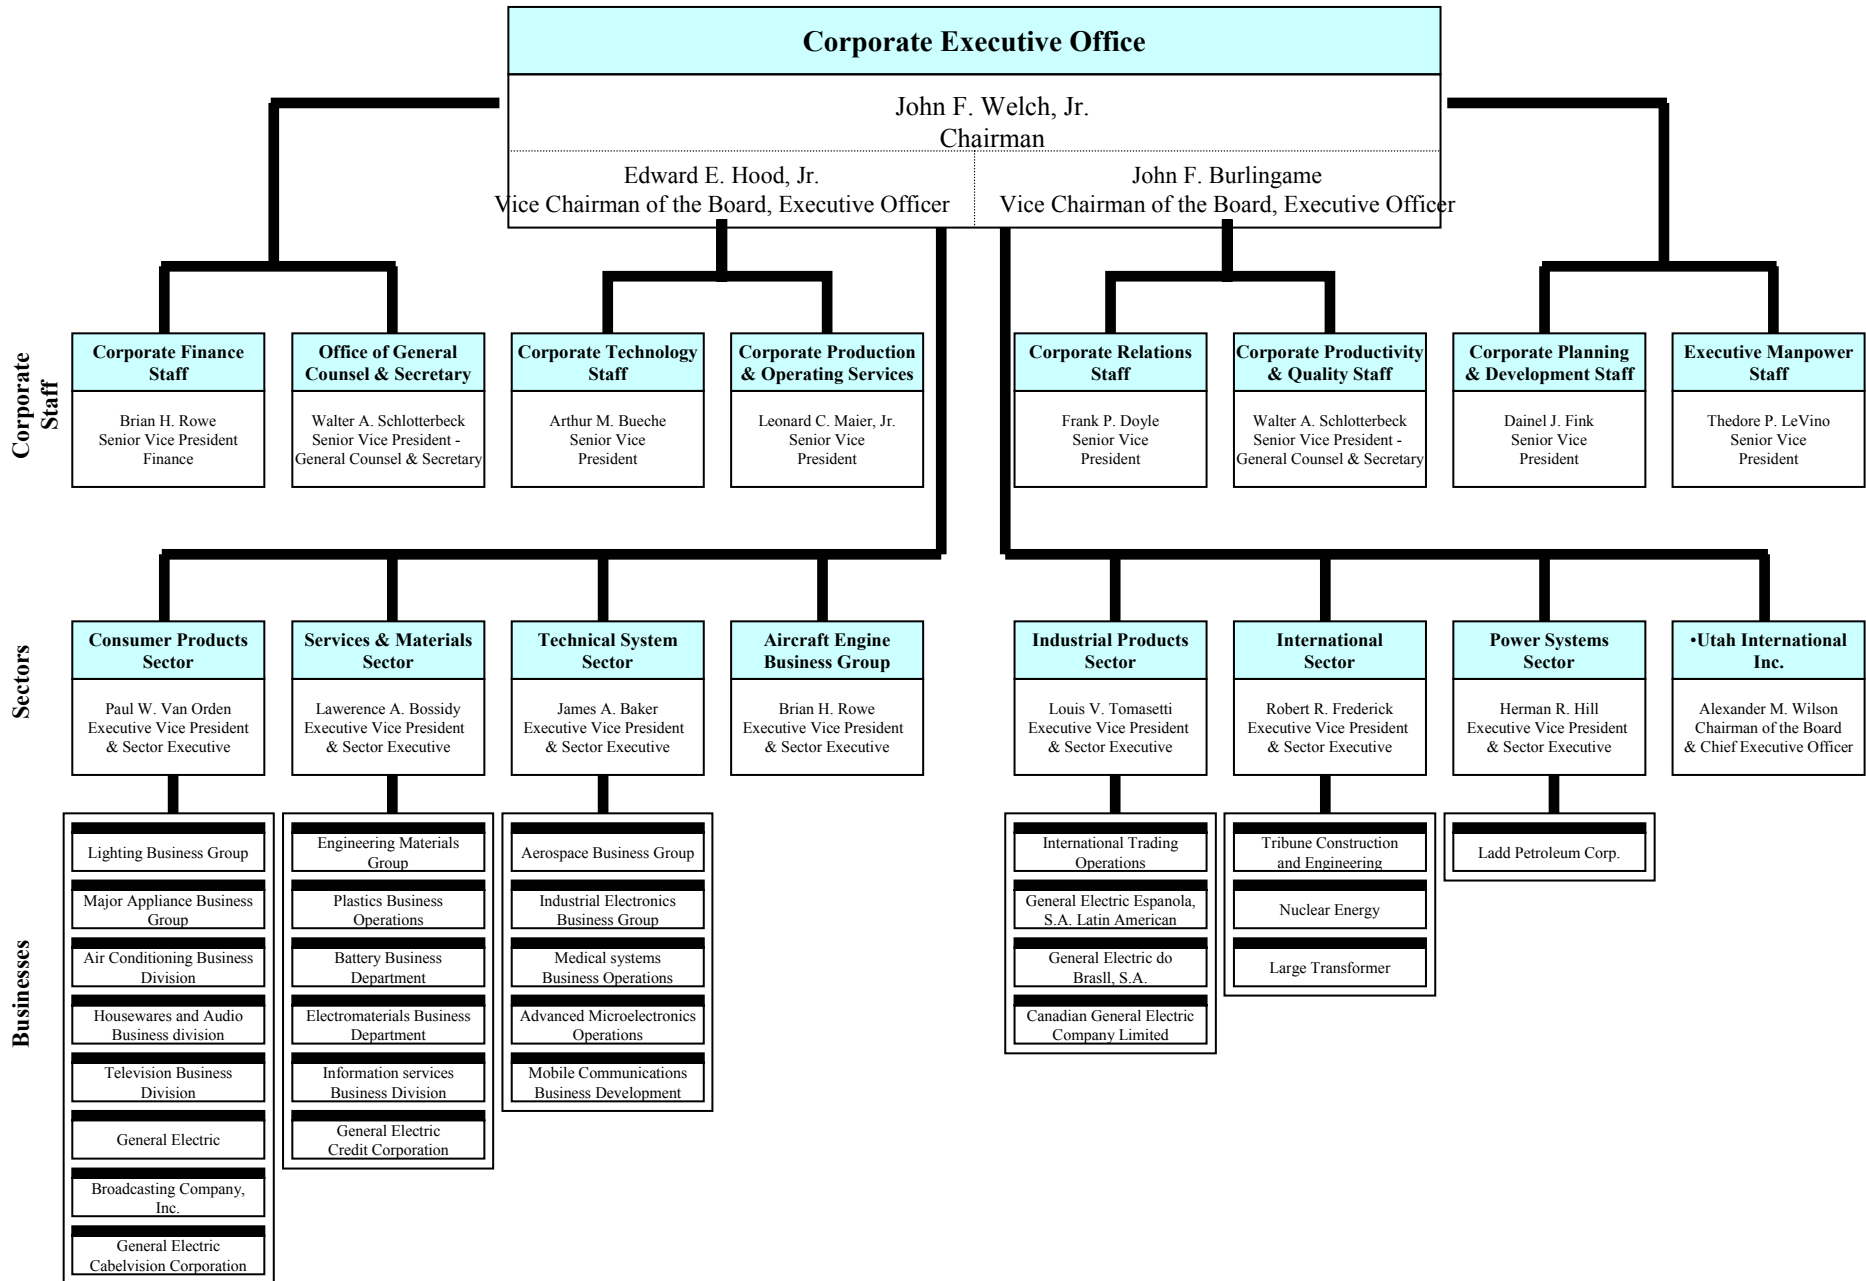 Corporate Executive Office
John F. Welch, Jr.
Chairman
Edward E. Hood, Jr.
Vice Chairman of the Board, Executive Officer
John F. Burlingame
Vice Chairman of the Board, Executive Officer
Corporate
Staff
Corporate Finance
Staff
Brian H. Rowe
Senior Vice President
Finance
Office of General
Counsel & Secretary
Walter A. Schlotterbeck
Senior Vice President -
General Counsel & Secretary
Corporate Technology
Staff
Arthur M. Bueche
Senior Vice
President
Corporate Production
& Operating Services
Leonard C. Maier, Jr.
Senior Vice
President
Corporate Relations
Staff
Frank P. Doyle
Senior Vice
President
Corporate Productivity
& Quality Staff
Walter A. Schlotterbeck
Senior Vice President -
General Counsel & Secretary
Corporate Planning
& Development Staff
Dainel J. Fink
Senior Vice
President
Executive Manpower
Staff
Thedore P. LeVino
Senior Vice
President
Sectors
Consumer Products
Sector
Paul W. Van Orden
Executive Vice President
& Sector Executive
Services & Materials
Sector
Lawerence A. Bossidy
Executive Vice President
& Sector Executive
Technical System
Sector
James A. Baker
Executive Vice President
& Sector Executive
Aircraft Engine
Business Group
Brian H. Rowe
Executive Vice President
& Sector Executive
Industrial Products
Sector
Louis V. Tomasetti
Executive Vice President
& Sector Executive
International
Sector
Robert R. Frederick
Executive Vice President
& Sector Executive
Power Systems
Sector
Herman R. Hill
Executive Vice President
& Sector Executive
•Utah International
Inc.
Alexander M. Wilson
Chairman of the Board
& Chief Executive Officer
Businesses
Lighting Business Group
Major Appliance Business
Group
Air Conditioning Business
Division
Housewares and Audio
Business division
Television Business
Division
General Electric
Broadcasting Company,
Inc.
General Electric
Cabelvision Corporation
Engineering Materials
Group
Plastics Business
Operations
Battery Business
Department
Electromaterials Business
Department
Information services
Business Division
General Electric
Credit Corporation
Aerospace Business Group
Industrial Electronics
Business Group
Medical systems
Business Operations
Advanced Microelectronics
Operations
Mobile Communications
Business Development
International Trading
Operations
General Electric Espanola,
S.A. Latin American
General Electric do
Brasll, S.A.
Canadian General Electric
Company Limited
Tribune Construction
and Engineering
Nuclear Energy
Large Transformer
Ladd Petroleum Corp.